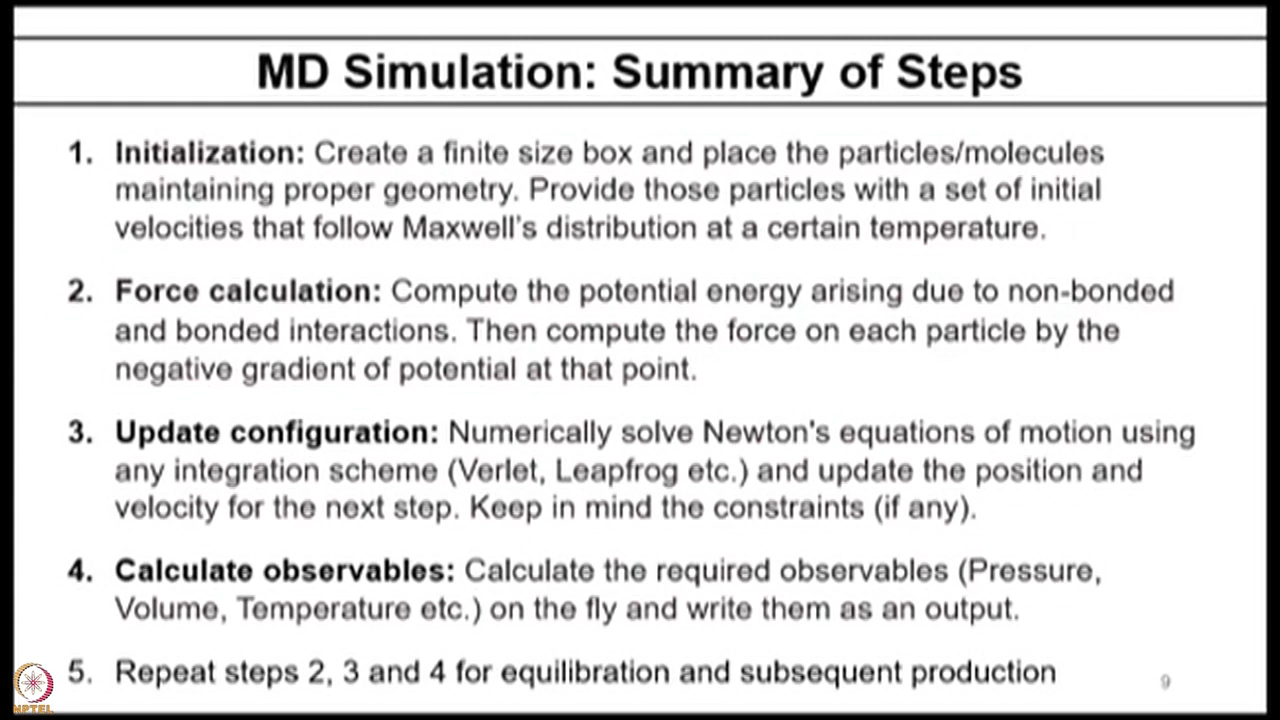 MD Simulation: Summary of Steps
1. Initialization: Create a finite size box and place the particles/molecules
maintaining proper geometry. Provide those particles with a set of initial
velocities that follow Maxwell's distribution at a certain temperature.
2. Force calculation: Compute the potential energy arising due to non-bonded
and bonded interactions. Then compute the force on each particle by the
negative gradient of potential at that point.
3. Update configuration: Numerically solve Newton's equations of motion using
any integration scheme (Verlet, Leapfrog etc.) and update the position and
velocity for the next step. Keep in mind the constraints (if any).
4. Calculate observables: Calculate the required observables (Pressure,
Volume, Temperature etc.) on the fly and write them as an output.
5. Repeat steps 2, 3 and 4 for equilibration and subsequent production
9
NPTEL